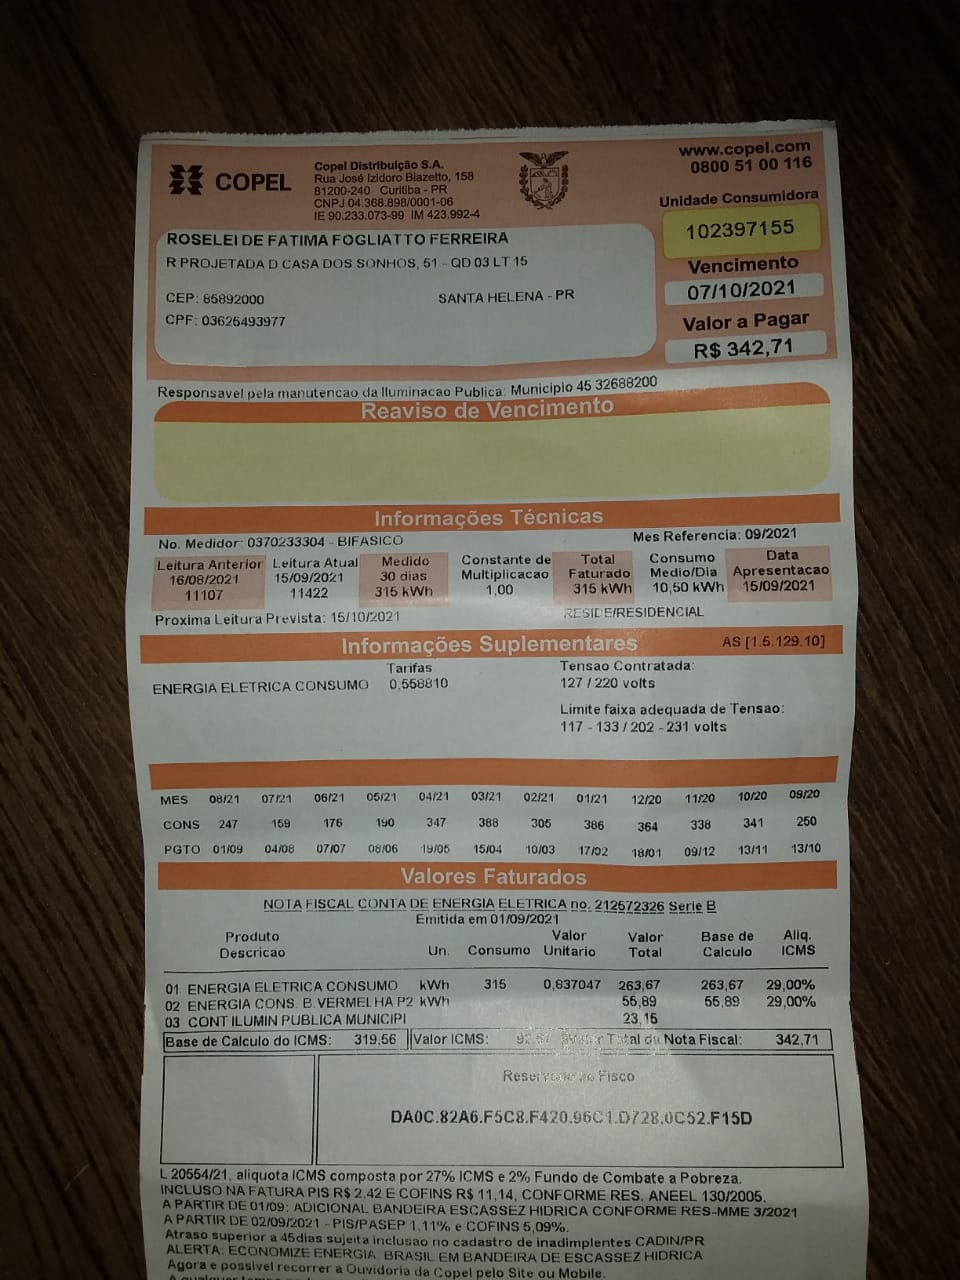 COPEL
Copel Distribuição S.A.
Rua José Izidoro Biazetto, 158
81200-240 Curitiba - PR
CNPJ 04.368.898/0001-06
IE 90.233.073-99 IM 423.992-4
www.copel.com
0800 51 00 116
Unidade Consumidora
102397155
Vencimento
07/10/2021
Valor a Pagar
R$ 342,71
ROSELEI DE FATIMA FOGLIATTO FERREIRA
R PROJETADA D CASA DOS SONHOS, 51 - QD 03 LT 15
CEP: 85892000 SANTA HELENA - PR
CPF: 03625493977
Responsavel pela manutencao da Iluminacao Publica: Municipio 45 32688200
Reaviso de Vencimento
Informações Técnicas
No. Medidor: 0370233304 - BIFASICO Mes Referencia: 09/2021
Leitura Anterior Leitura Atual Medido Constante de Total Consumo Data
16/08/2021 15/09/2021 30 dias Multiplicacao Faturado Medio/Dia Apresentacao
11107 11422 315 kWh 1,00 315 kWh 10,50 kWh 15/09/2021
Proxima Leitura Prevista: 15/10/2021 RESIDE/RESIDENCIAL
Informações Suplementares AS [1.5.129.10]
Tarifas Tensao Contratada:
ENERGIA ELETRICA CONSUMO 0,558810 127 / 220 volts
Limite faixa adequada de Tensao:
117 - 133 / 202 - 231 volts
MES 08/21 07/21 06/21 05/21 04/21 03/21 02/21 01/21 12/20 11/20 10/20 09/20
CONS 247 159 176 190 347 388 305 386 364 338 341 250
PGTO 01/09 04/08 07/07 08/06 19/05 15/04 10/03 17/02 18/01 09/12 13/11 13/10
Valores Faturados
NOTA FISCAL CONTA DE ENERGIA ELETRICA no. 212572326 Serie B
Emitida em 01/09/2021
Produto Valor Valor Base de Aliq.
Descricao Un. Consumo Unitario Total Calculo ICMS
01 ENERGIA ELETRICA CONSUMO kWh 315 0,837047 263,67 263,67 29,00%
02 ENERGIA CONS. B.VERMELHA P2 kWh 55,89 55,89 29,00%
03 CONT ILUMIN PUBLICA MUNICIPI 23,15
Base de Calculo do ICMS: 319,56 Valor ICMS: Valor Total da Nota Fiscal: 342,71
Reservado ao Fisco
DA0C.82A6.F5C8.F420.96C1.D728.0C52.F15D
L 20554/21, aliquota ICMS composta por 27% ICMS e 2% Fundo de Combate a Pobreza.
INCLUSO NA FATURA PIS R$ 2,42 E COFINS R$ 11,14, CONFORME RES. ANEEL 130/2005.
A PARTIR DE 01/09: ADICIONAL BANDEIRA ESCASSEZ HIDRICA CONFORME RES-MME 3/2021
A PARTIR DE 02/09/2021 - PIS/PASEP 1,11% e COFINS 5,09%.
Atraso superior a 45dias sujeita inclusao no cadastro de inadimplentes CADIN/PR
ALERTA: ECONOMIZE ENERGIA. BRASIL EM BANDEIRA DE ESCASSEZ HIDRICA
Agora e possivel recorrer a Ouvidoria da Copel pelo Site ou Mobile.
A qualquer tempo